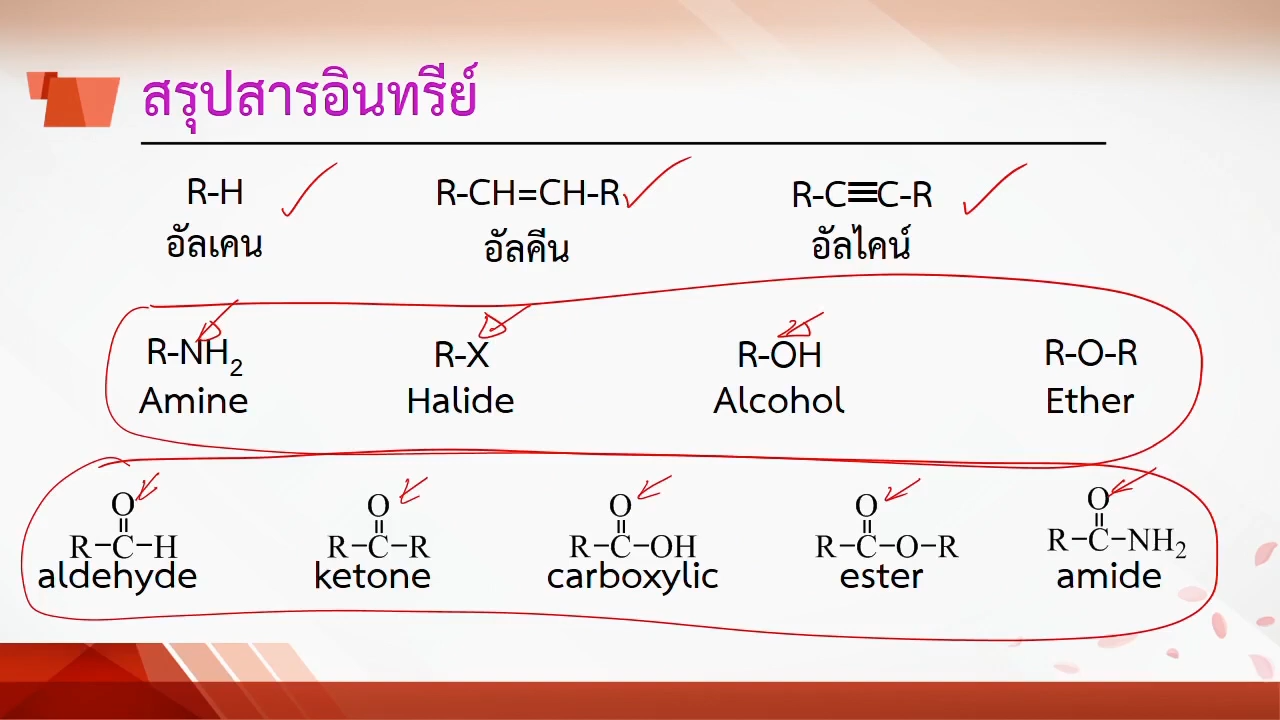 สรุปสารอินทรีย์
R-H R-CH=CH-R R-C≡C-R
อัลเคน อัลคีน อัลไคน์
R-NH₂ R-X R-OH R-O-R
Amine Halide Alcohol Ether
O O O O O
R-C-H R-C-R R-C-OH R-C-O-R R-C-NH₂
aldehyde ketone carboxylic ester amide